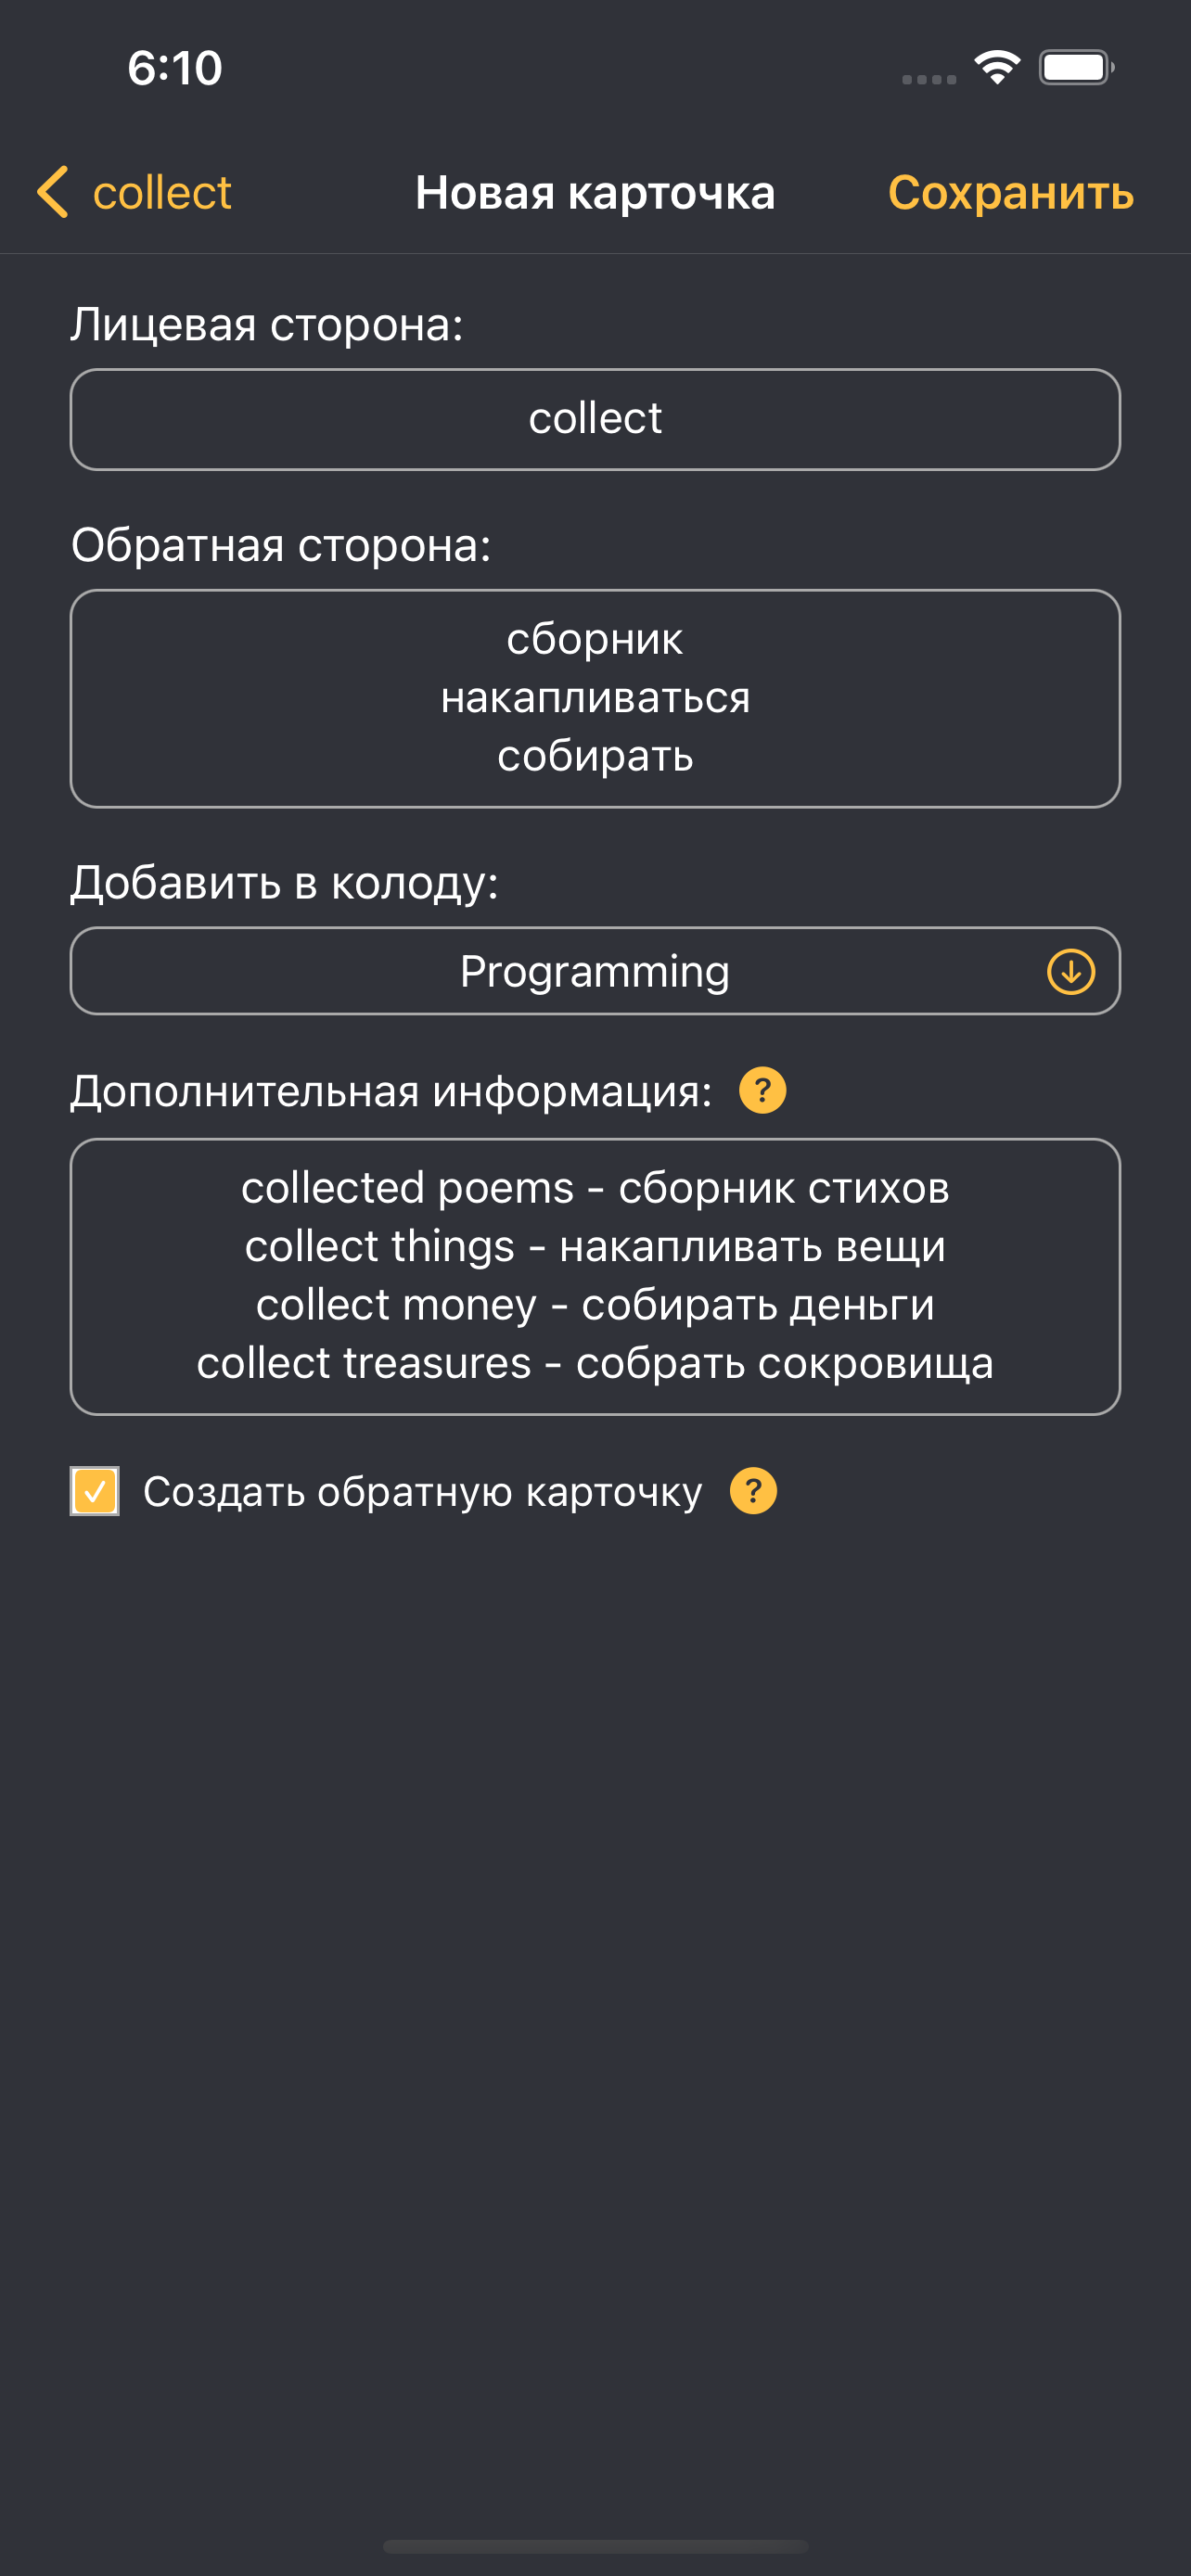 6:10
collect
Новая карточка
Сохранить
Лицевая сторона:
collect
Обратная сторона:
сборник
накапливаться
собирать
Добавить в колоду:
Programming
Дополнительная информация: ?
collected poems - сборник стихов
collect things - накапливать вещи
collect money - собирать деньги
collect treasures - собрать сокровища
Создать обратную карточку ?